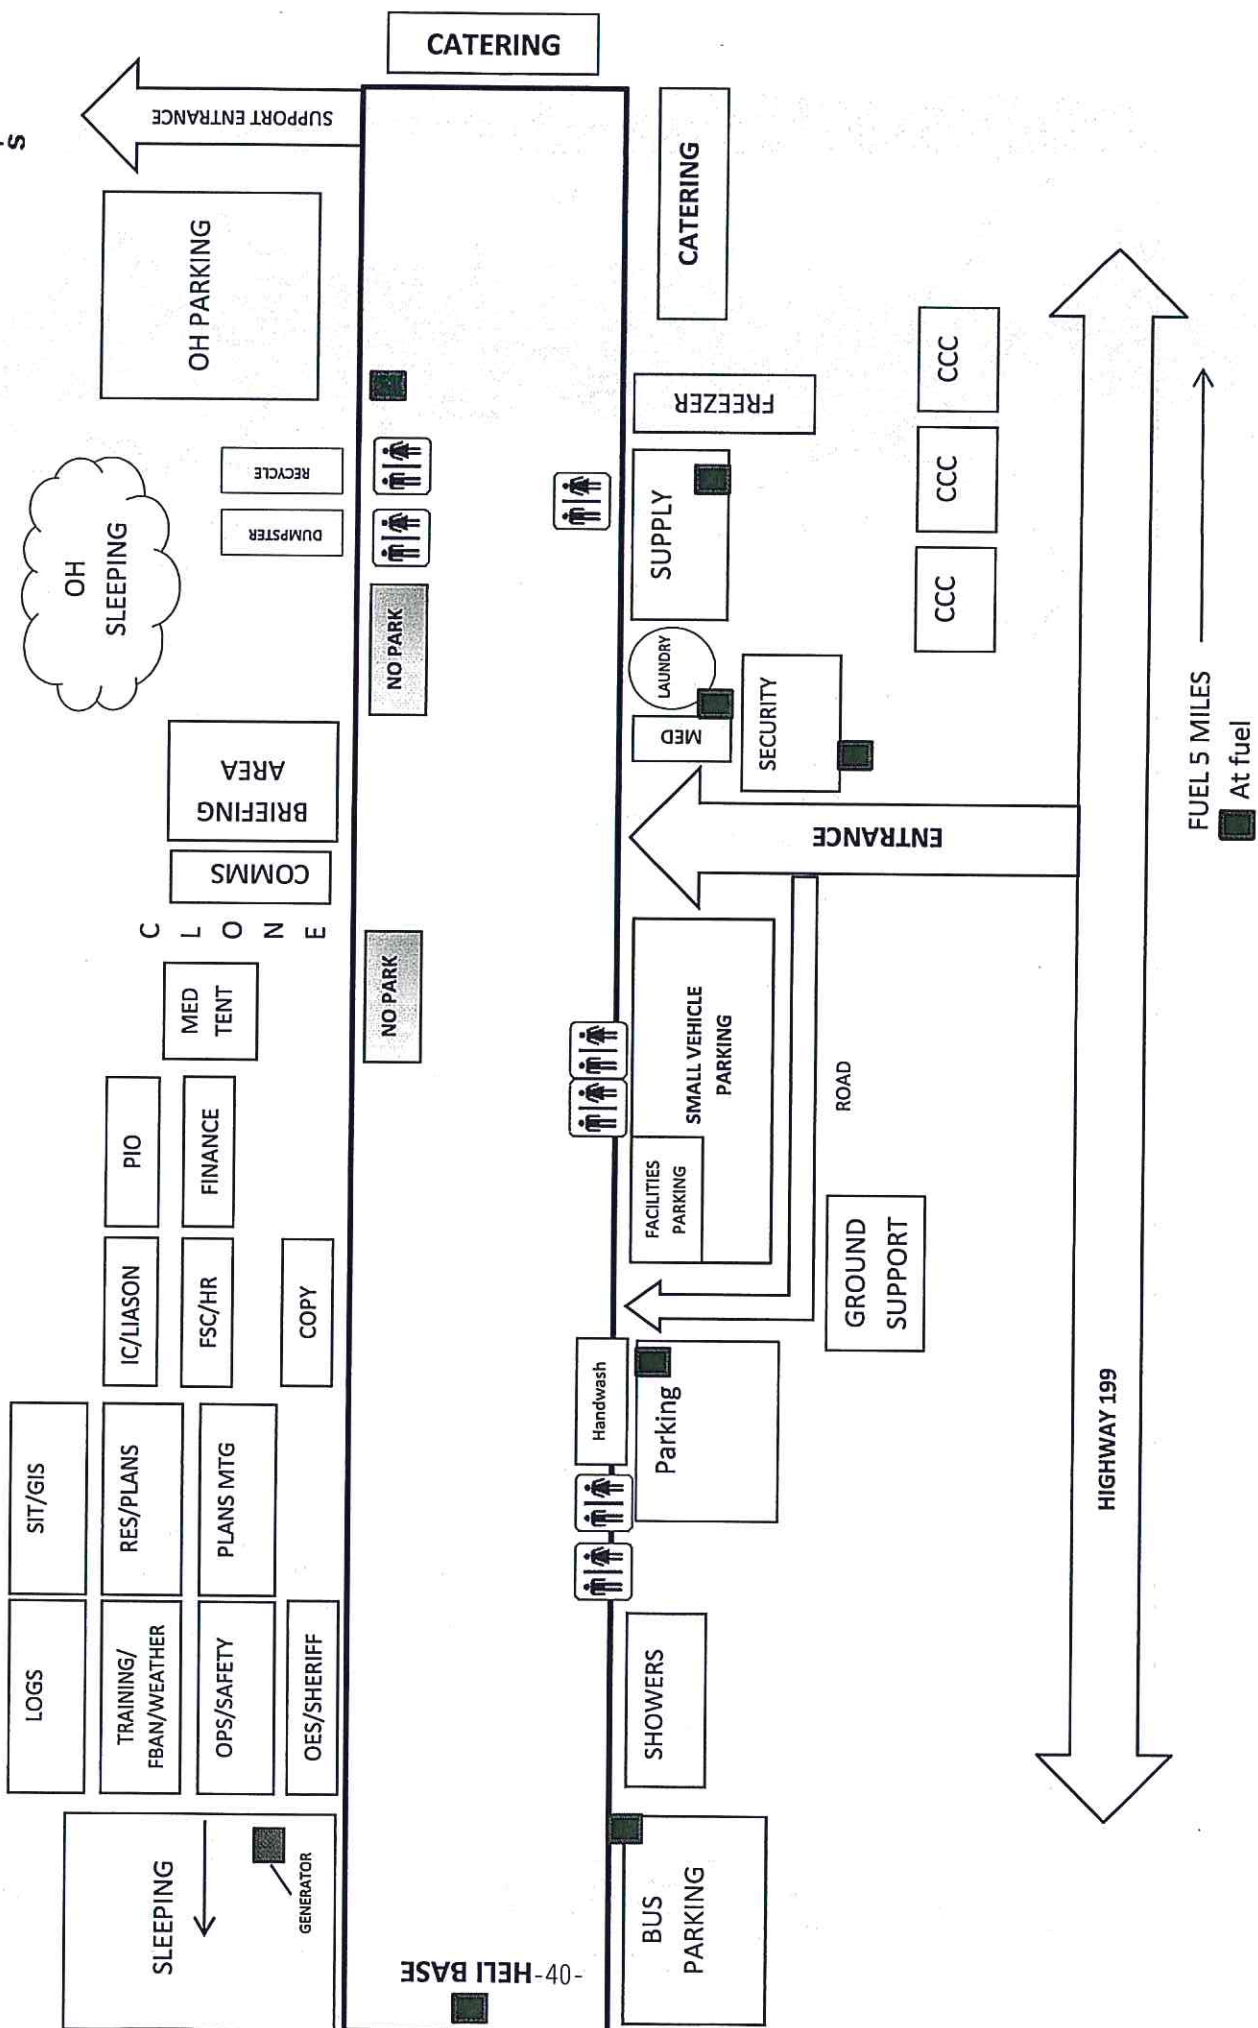 CATERING
s
SUPPORT ENTRANCE
CATERING
OH PARKING
FREEZER
CCC
RECYCLE
DUMPSTER
OH
SLEEPING
SUPPLY
CCC
NO PARK
LAUNDRY
CCC
MED
SECURITY
BRIEFING
AREA
COMMS
ENTRANCE
FUEL 5 MILES
At fuel
C
L
O
N
E
NO PARK
MED
TENT
SMALL VEHICLE
PARKING
ROAD
PIO
FINANCE
FACILITIES
PARKING
GROUND
SUPPORT
IC/LIASON
FSC/HR
COPY
Handwash
Parking
HIGHWAY 199
SIT/GIS
RES/PLANS
PLANS MTG
LOGS
TRAINING/
FBAN/WEATHER
OPS/SAFETY
OES/SHERIFF
SHOWERS
SLEEPING
GENERATOR
BUS
PARKING
HELI BASE
-40-